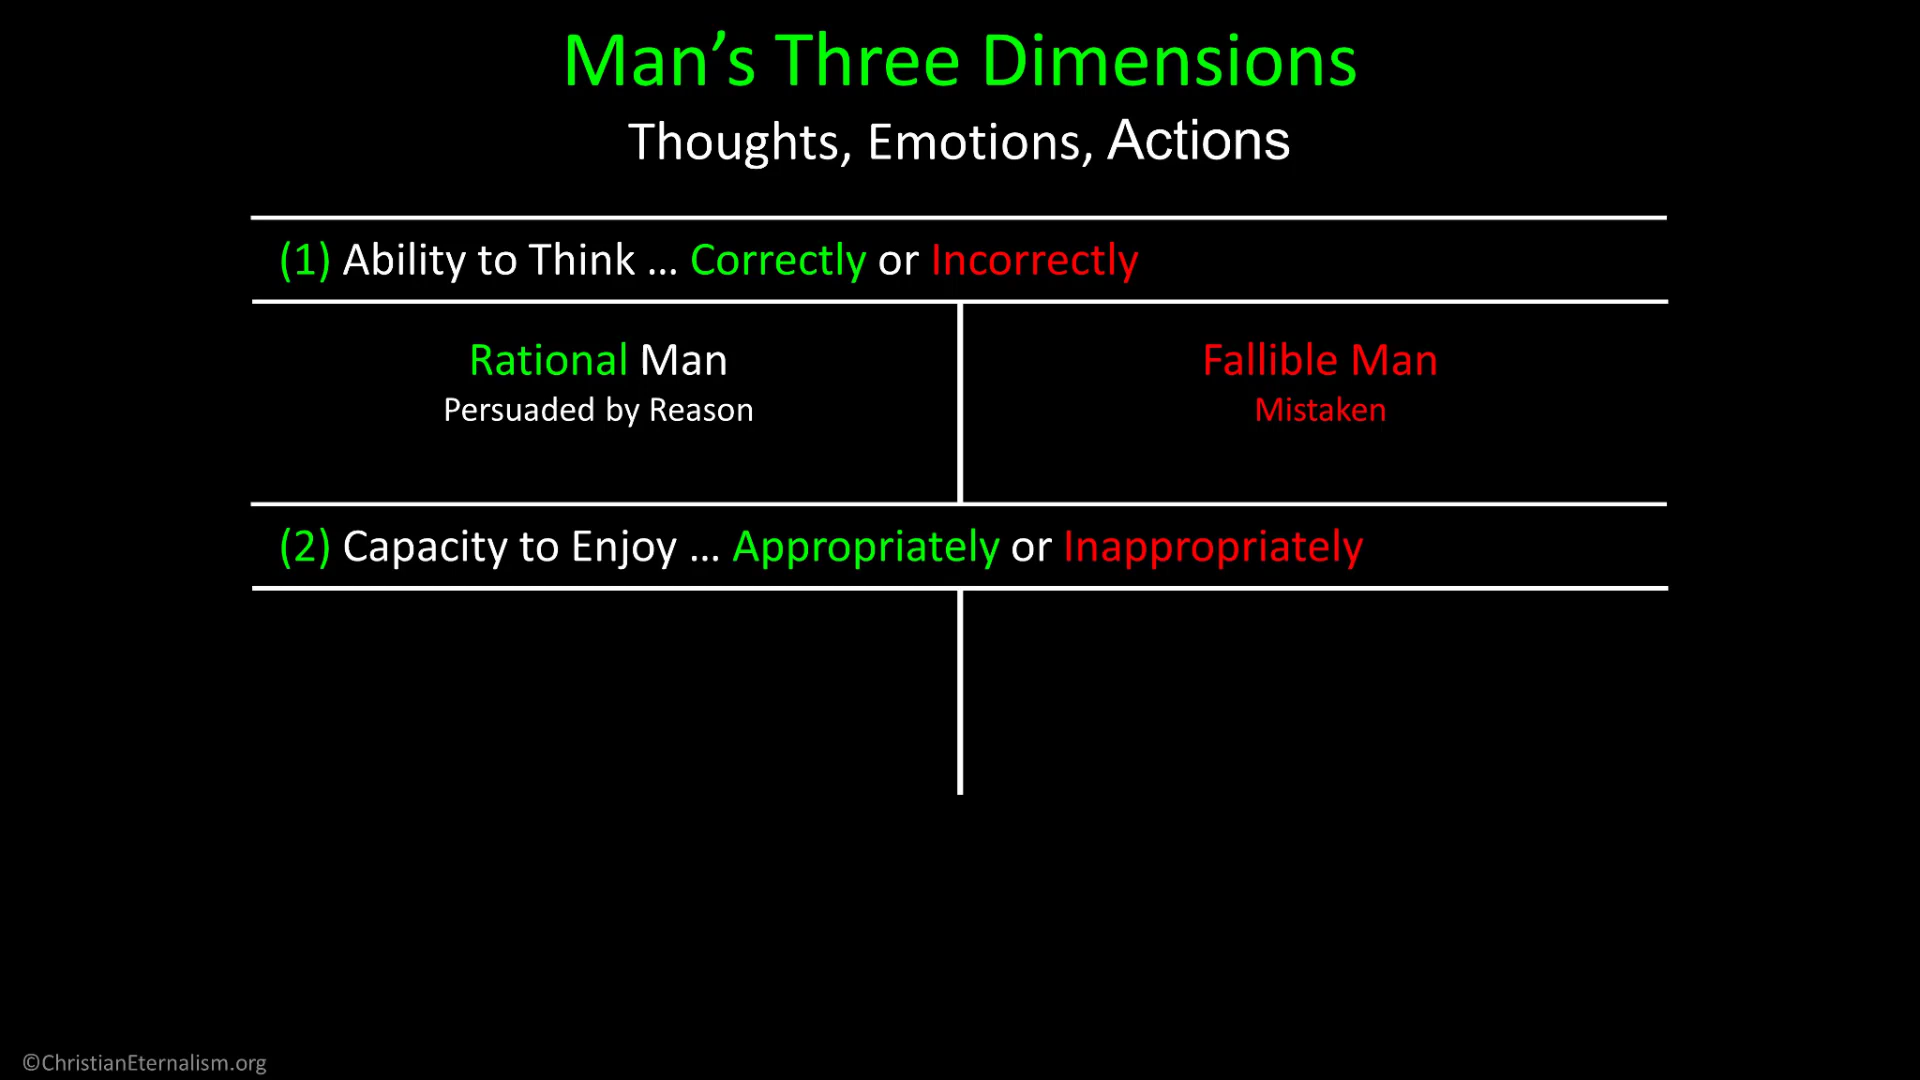 Man’s Three Dimensions
Thoughts, Emotions, Actions
(1) Ability to Think ... Correctly or Incorrectly
Rational Man
Persuaded by Reason
Fallible Man
Mistaken
(2) Capacity to Enjoy ... Appropriately or Inappropriately
©ChristianEternalism.org